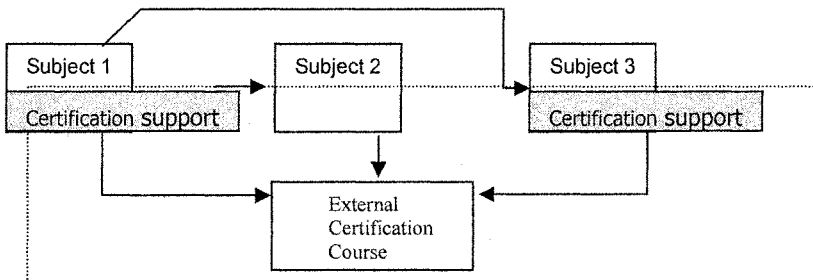 Subject 1
Subject 2
Subject 3
Certification support
Certification support
External
Certification
Course